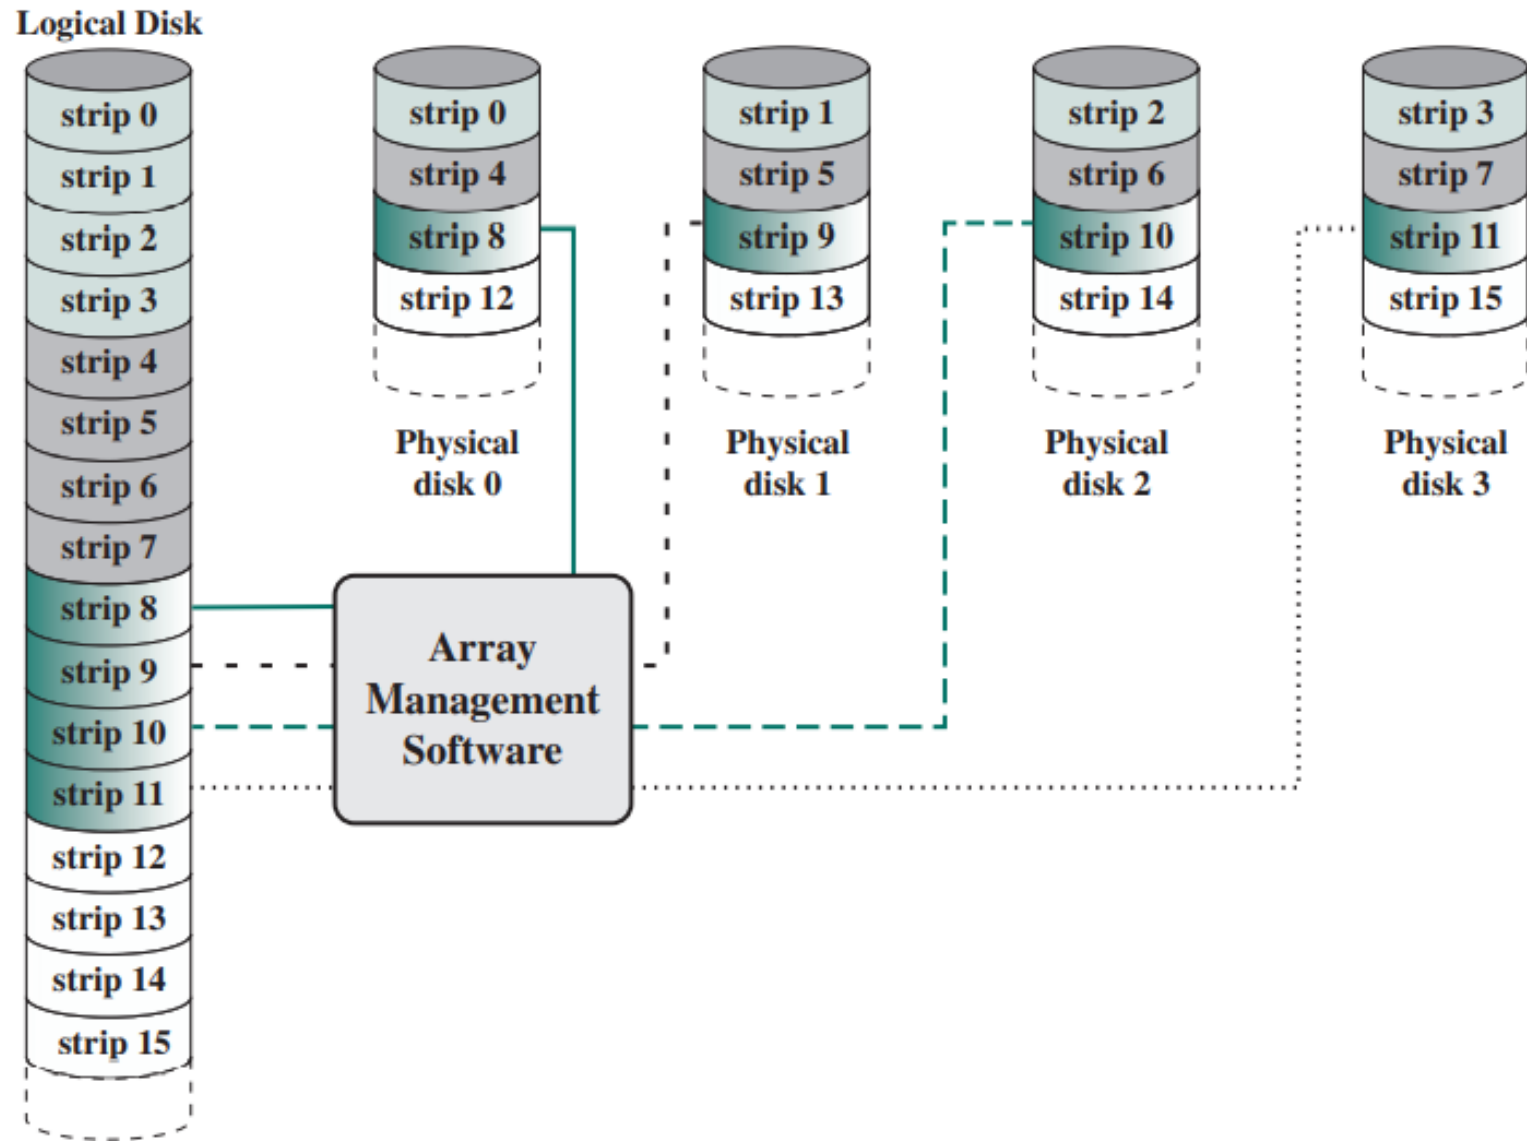 Logical Disk
strip 0
strip 1
strip 2
strip 3
strip 4
strip 5
strip 6
strip 7
strip 8
strip 9
strip 10
strip 11
strip 12
strip 13
strip 14
strip 15
strip 0
strip 4
strip 8
strip 12
Physical
disk 0
strip 1
strip 5
strip 9
strip 13
Physical
disk 1
strip 2
strip 6
strip 10
strip 14
Physical
disk 2
strip 3
strip 7
strip 11
strip 15
Physical
disk 3
Array
Management
Software